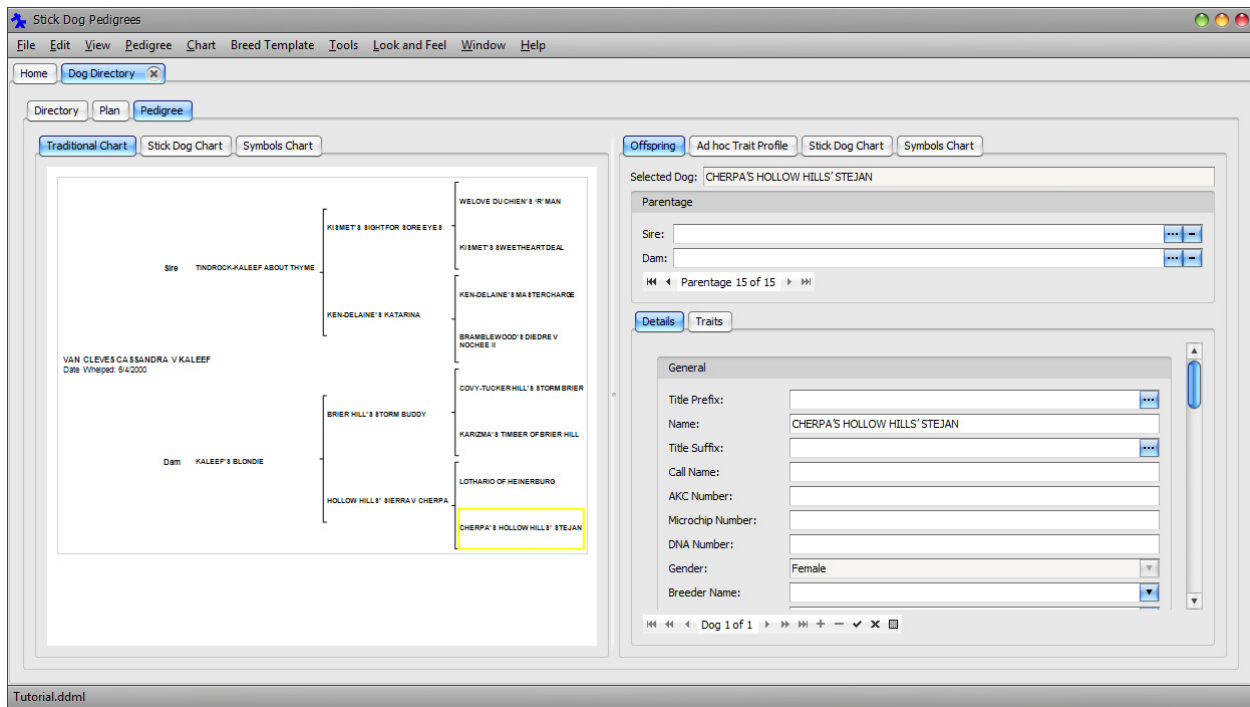 Stick Dog Pedigrees
File Edit View Pedigree Chart Breed Template Tools Look and Feel Window Help
Home Dog Directory
Directory Plan Pedigree
Traditional Chart Stick Dog Chart Symbols Chart
WELOVE DUCHIEN'S 'R' MAN
KISMET'S SIGHT FOR SORE EYES
KISMET'S SWEETHEART DEAL
Sire TINDROCK-KALEEF ABOUT THYME
KEN-DELAINE'S MASTERCHARGE
KEN-DELAINE'S KATARINA
BRAMBLEWOOD'S DIEDRE V
NOCHEE II
VAN CLEVES CASSANDRA V KALEEF
Date Whelped: 6/4/2000
COVY-TUCKER HILL'S STORM BRIER
BRIER HILL'S STORM BUDDY
KARIZMA'S TIMBER OF BRIER HILL
Dam KALEEF'S BLONDIE
LOTHARIO OF HEINERBURG
HOLLOW HILLS' SIERRA V CHERPA
CHERPA'S HOLLOW HILLS' STEJAN
Offspring Ad hoc Trait Profile Stick Dog Chart Symbols Chart
Selected Dog: CHERPA'S HOLLOW HILLS' STEJAN
Parentage
Sire:
Dam:
Parentage 15 of 15
Details Traits
General
Title Prefix:
Name: CHERPA'S HOLLOW HILLS' STEJAN
Title Suffix:
Call Name:
AKC Number:
Microchip Number:
DNA Number:
Gender: Female
Breeder Name:
Dog 1 of 1
Tutorial.ddml